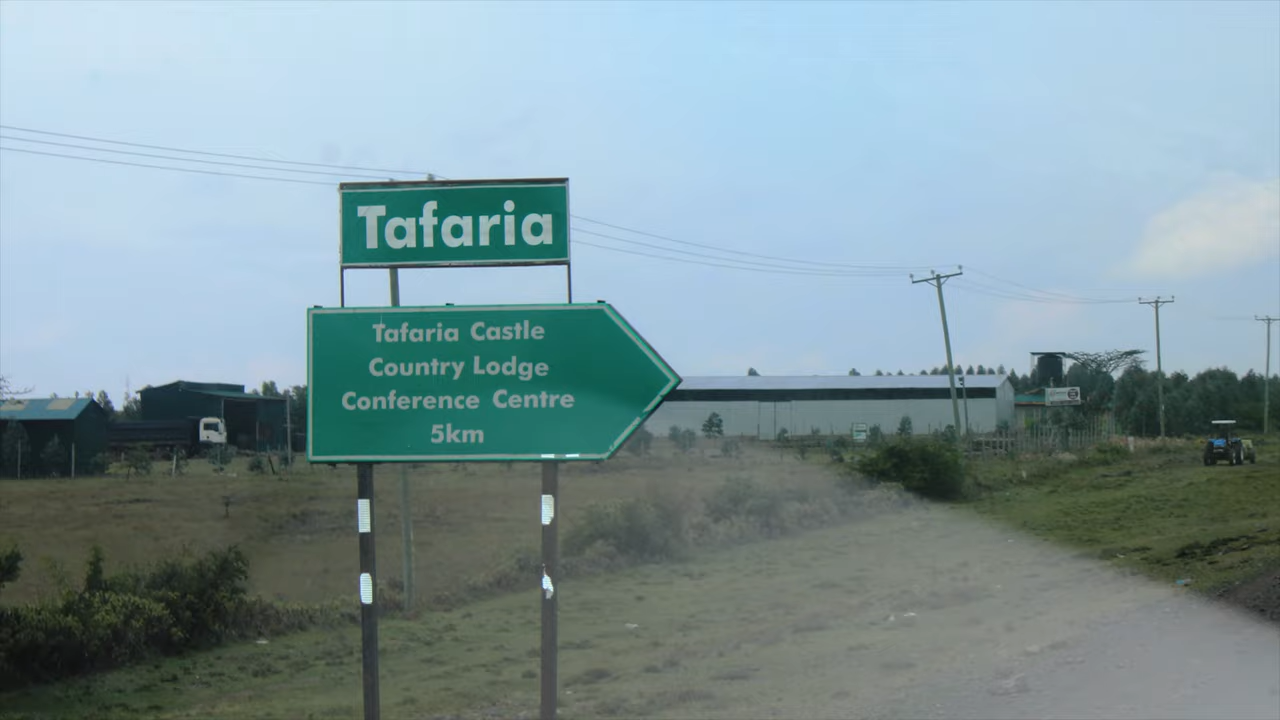 Tafaria
Tafaria Castle
Country Lodge
Conference Centre
5km